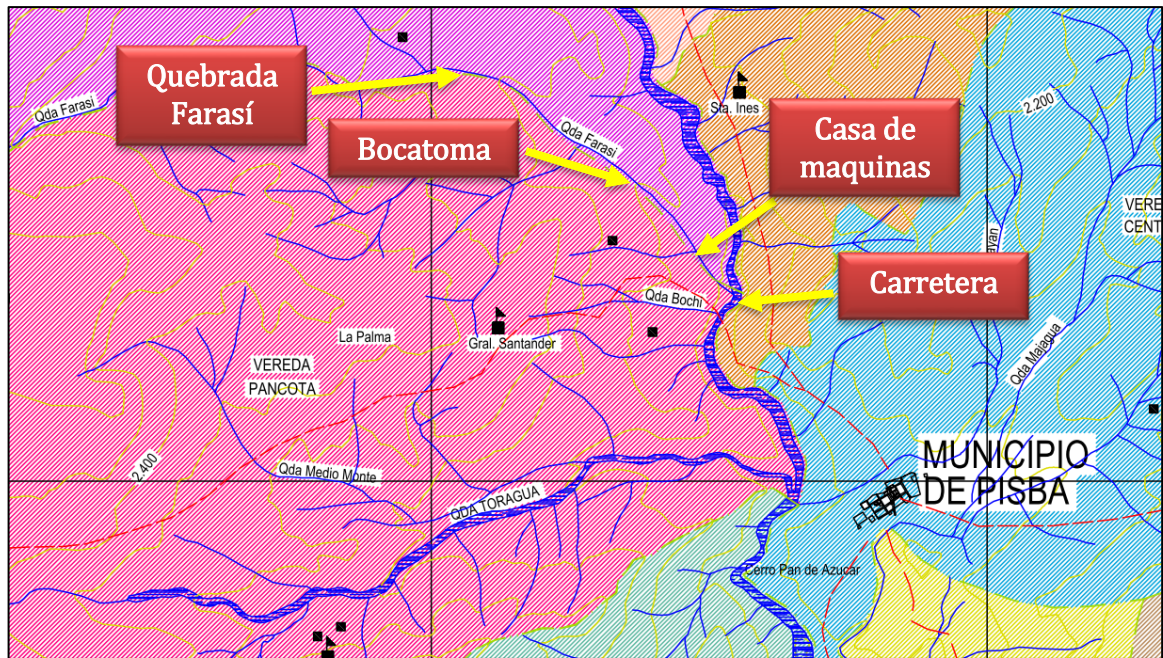 Quebrada
Farasí
Qda Farasi
Bocatoma
Qda Farasi
Sta. Ines
Casa de
maquinas
2.200
VERE
CENT
Carretera
Qda Bochi
Gral. Santander
La Palma
VEREDA
PANCOTA
Qda Majagua
2.400
Qda Medio Monte
QDA TORAGUA
MUNICIPIO
DE PISBA
Cerro Pan de Azucar